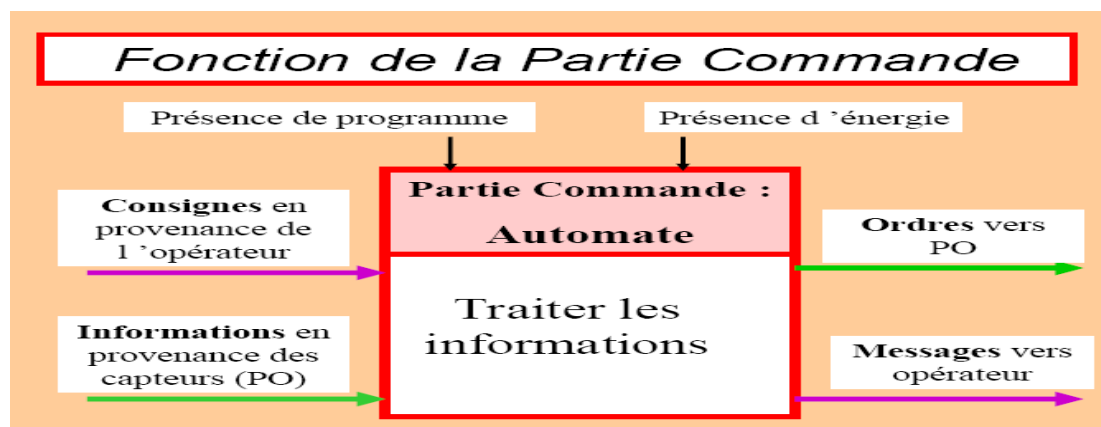 Fonction de la Partie Commande
Présence de programme
Présence d ’énergie
Partie Commande :
Automate
Consignes en
provenance de
l ’opérateur
Ordres vers
PO
Traiter les
informations
Informations en
provenance des
capteurs (PO)
Messages vers
opérateur